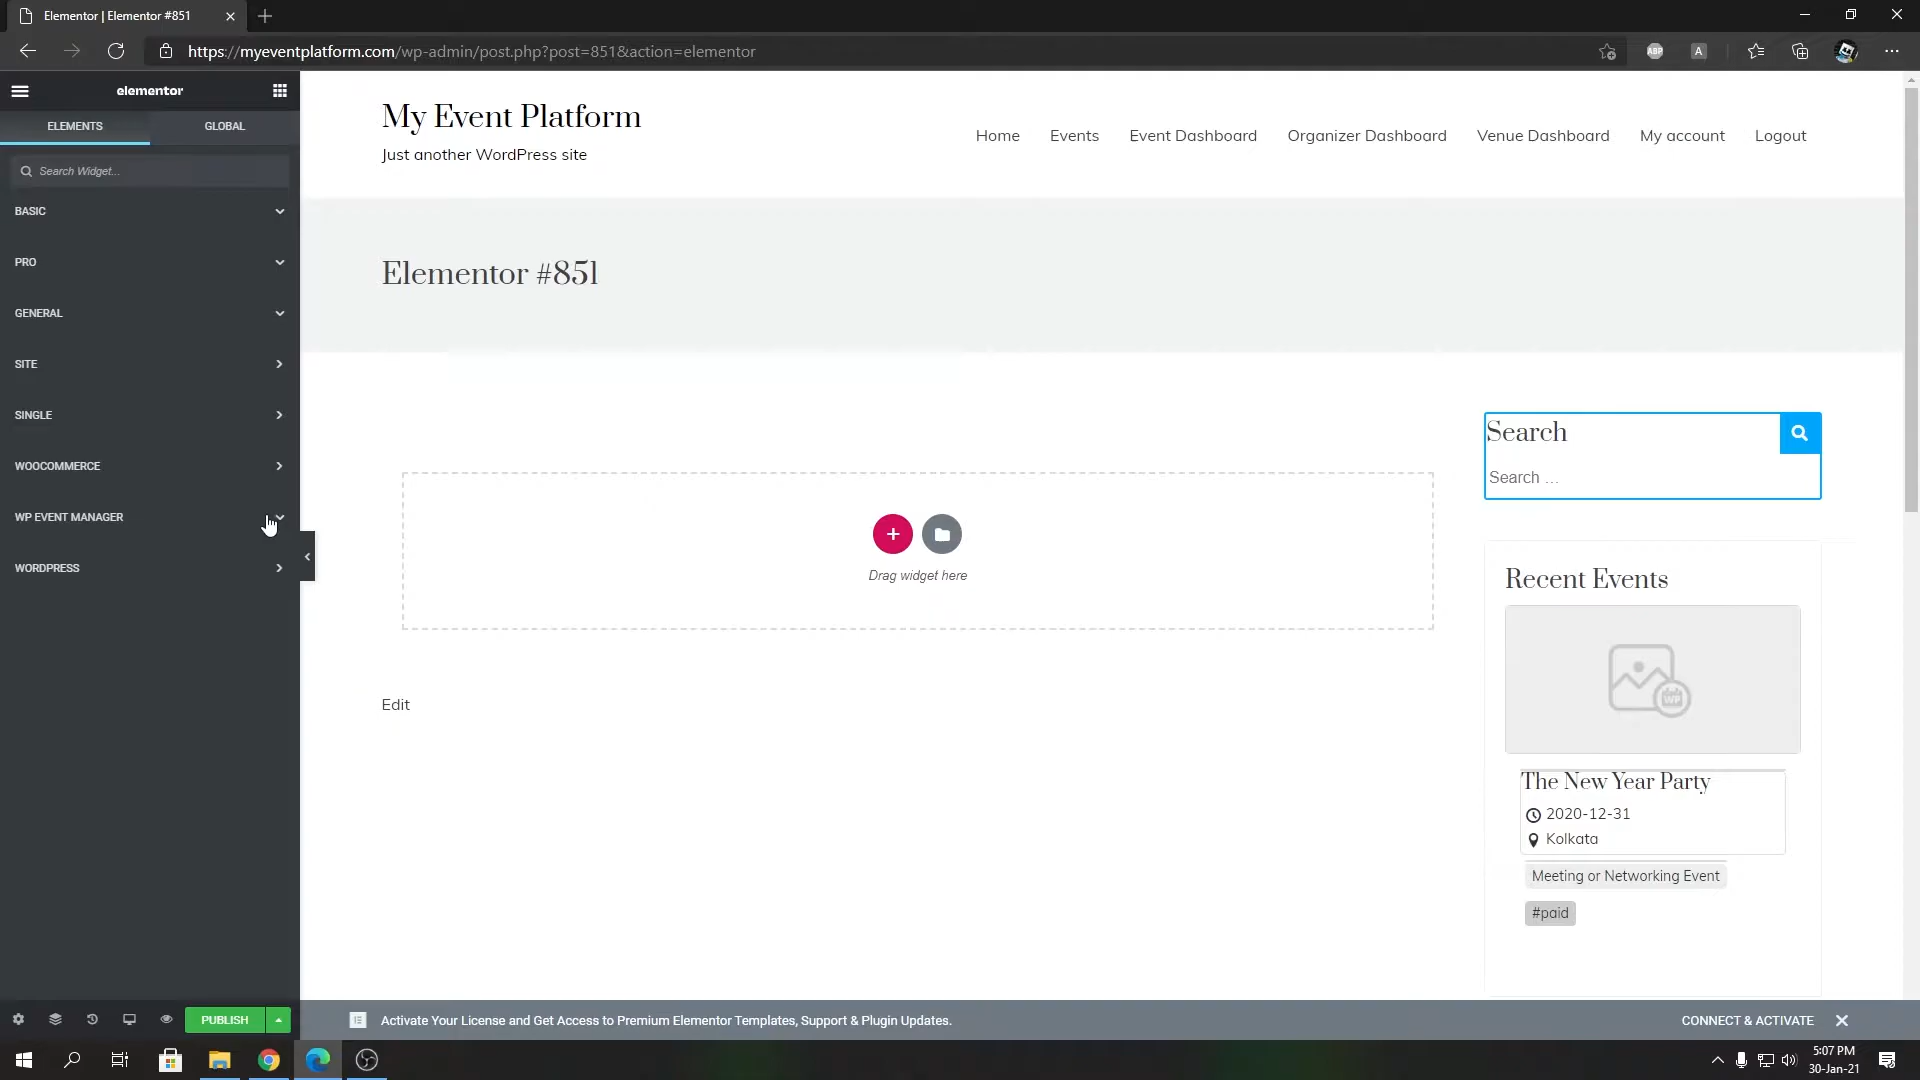 Elementor | Elementor #851
https://myeventplatform.com/wp-admin/post.php?post=851&action=elementor
ABP
A
elementor
ELEMENTS
GLOBAL
Search Widget...
BASIC
PRO
GENERAL
SITE
SINGLE
WOOCOMMERCE
WP EVENT MANAGER
WORDPRESS
PUBLISH
My Event Platform
Just another WordPress site
Home
Events
Event Dashboard
Organizer Dashboard
Venue Dashboard
My account
Logout
Elementor #851
Drag widget here
Edit
Search
Search …
Recent Events
WP
The New Year Party
2020-12-31
Kolkata
Meeting or Networking Event
#paid
Activate Your License and Get Access to Premium Elementor Templates, Support & Plugin Updates.
CONNECT & ACTIVATE
5:07 PM
30-Jan-21